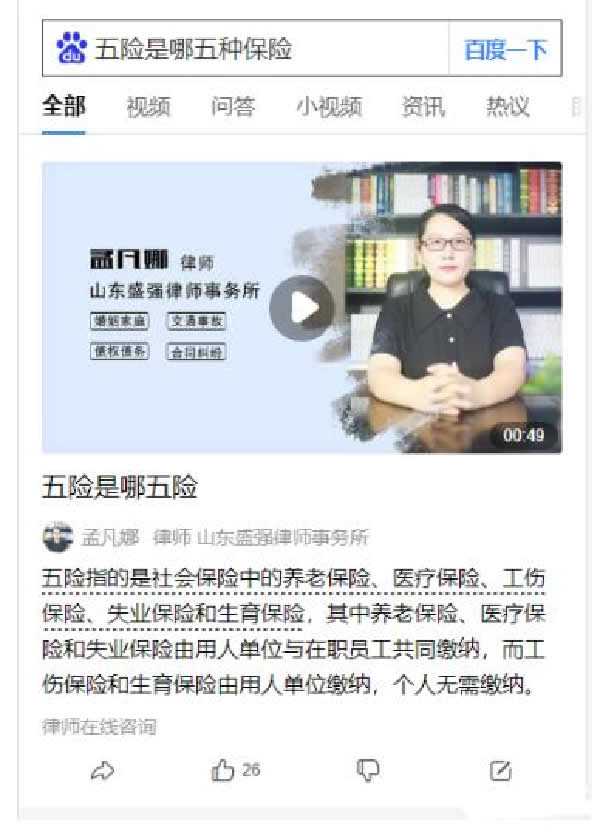 du 五险是哪五种保险 百度一下
全部 视频 问答 小视频 资讯 热议
孟凡娜 律师
山东盛强律师事务所
婚姻家庭 交通事故
债权债务 合同纠纷
00:49
五险是哪五险
孟凡娜 律师 山东盛强律师事务所
五险指的是社会保险中的养老保险、医疗保险、工伤
保险、失业保险和生育保险，其中养老保险、医疗保
险和失业保险由用人单位与在职员工共同缴纳，而工
伤保险和生育保险由用人单位缴纳，个人无需缴纳。
律师在线咨询
26